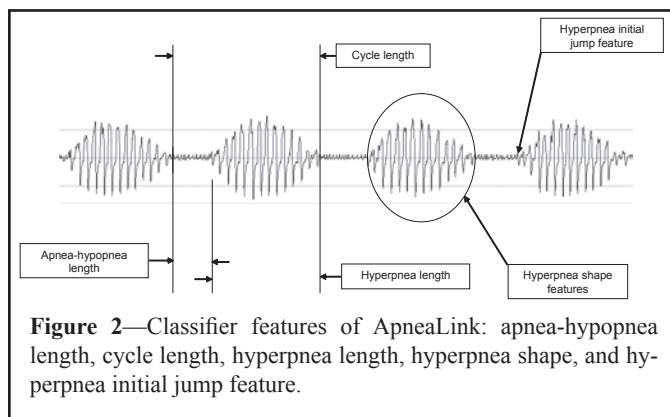 Hyperpnea initial
jump feature
Cycle length
Apnea-hypopnea
length
Hyperpnea length
Hyperpnea shape
features
Figure 2—Classifier features of ApneaLink: apnea-hypopnea
length, cycle length, hyperpnea length, hyperpnea shape, and hy-
perpnea initial jump feature.